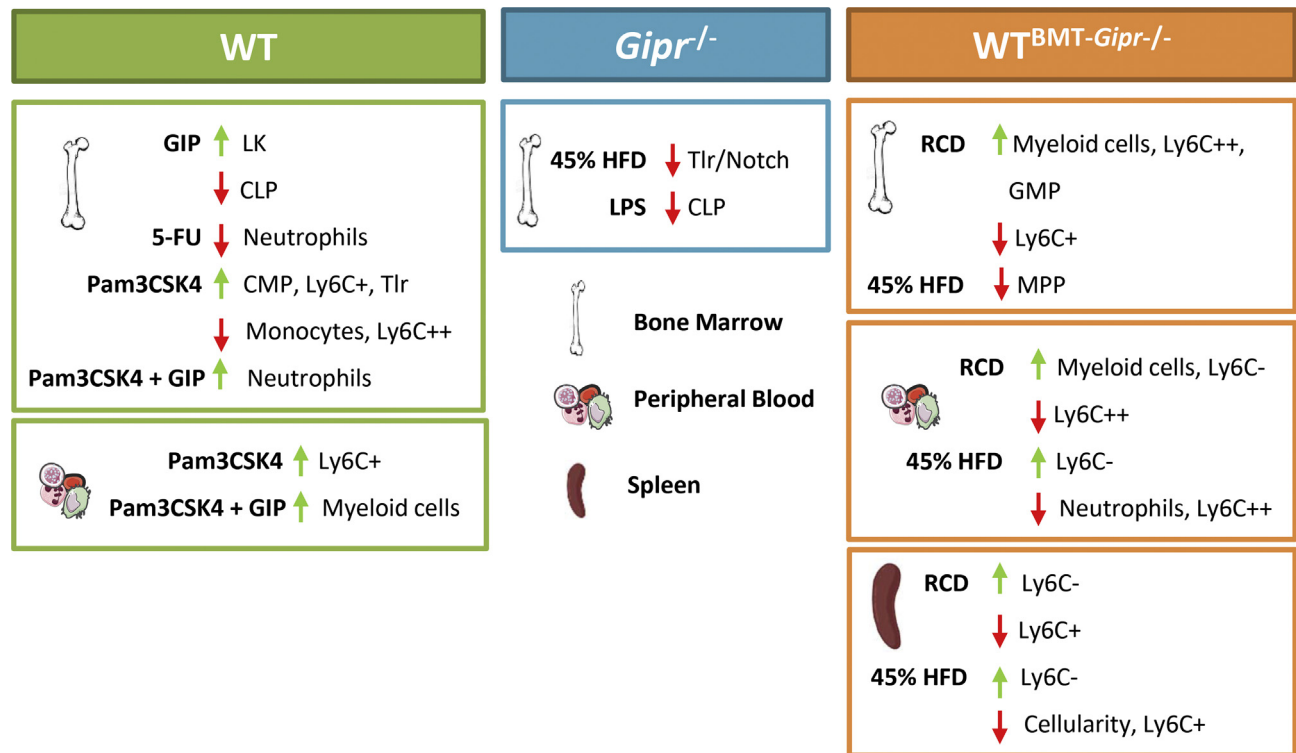 WT
GIP ↑ LK
↓ CLP
5-FU ↓ Neutrophils
Pam3CSK4 ↑ CMP, Ly6C+, Tlr
↓ Monocytes, Ly6C++
Pam3CSK4 + GIP ↑ Neutrophils
Pam3CSK4 ↑ Ly6C+
Pam3CSK4 + GIP ↑ Myeloid cells
Gipr-/-
45% HFD ↓ Tlr/Notch
LPS ↓ CLP
Bone Marrow
Peripheral Blood
Spleen
WTBMT-Gipr-/-
RCD ↑ Myeloid cells, Ly6C++,
GMP
↓ Ly6C+
45% HFD ↓ MPP
RCD ↑ Myeloid cells, Ly6C-
↓ Ly6C++
45% HFD ↑ Ly6C-
↓ Neutrophils, Ly6C++
RCD ↑ Ly6C-
↓ Ly6C+
45% HFD ↑ Ly6C-
↓ Cellularity, Ly6C+